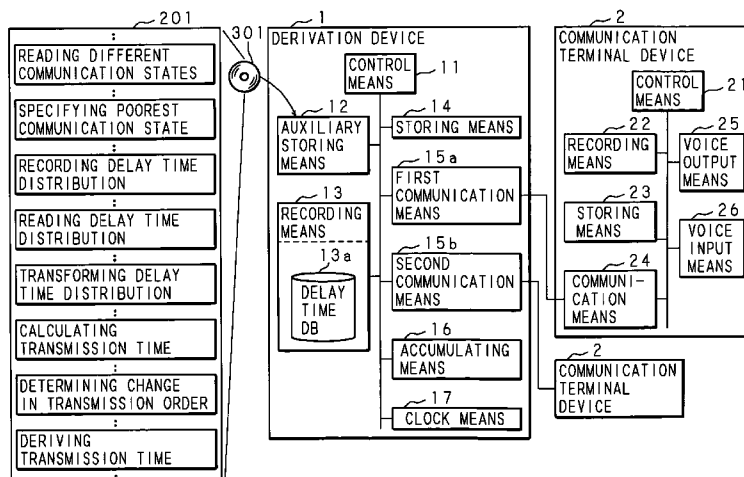 201
READING DIFFERENT
COMMUNICATION STATES
SPECIFYING POOREST
COMMUNICATION STATE
RECORDING DELAY TIME
DISTRIBUTION
READING DELAY TIME
DISTRIBUTION
TRANSFORMING DELAY
TIME DISTRIBUTION
CALCULATING
TRANSMISSION TIME
DETERMINING CHANGE
IN TRANSMISSION ORDER
DERIVING
TRANSMISSION TIME
301
1
DERIVATION DEVICE
11
CONTROL
MEANS
12
AUXILIARY
STORING
MEANS
13
RECORDING
MEANS
13a
DELAY
TIME
DB
14
STORING MEANS
15a
FIRST
COMMUNICATION
MEANS
15b
SECOND
COMMUNICATION
MEANS
16
ACCUMULATING
MEANS
17
CLOCK MEANS
2
COMMUNICATION
TERMINAL DEVICE
21
CONTROL
MEANS
22
RECORDING
MEANS
23
STORING
MEANS
24
COMMUNI-
CATION
MEANS
25
VOICE
OUTPUT
MEANS
26
VOICE
INPUT
MEANS
2
COMMUNICATION
TERMINAL
DEVICE